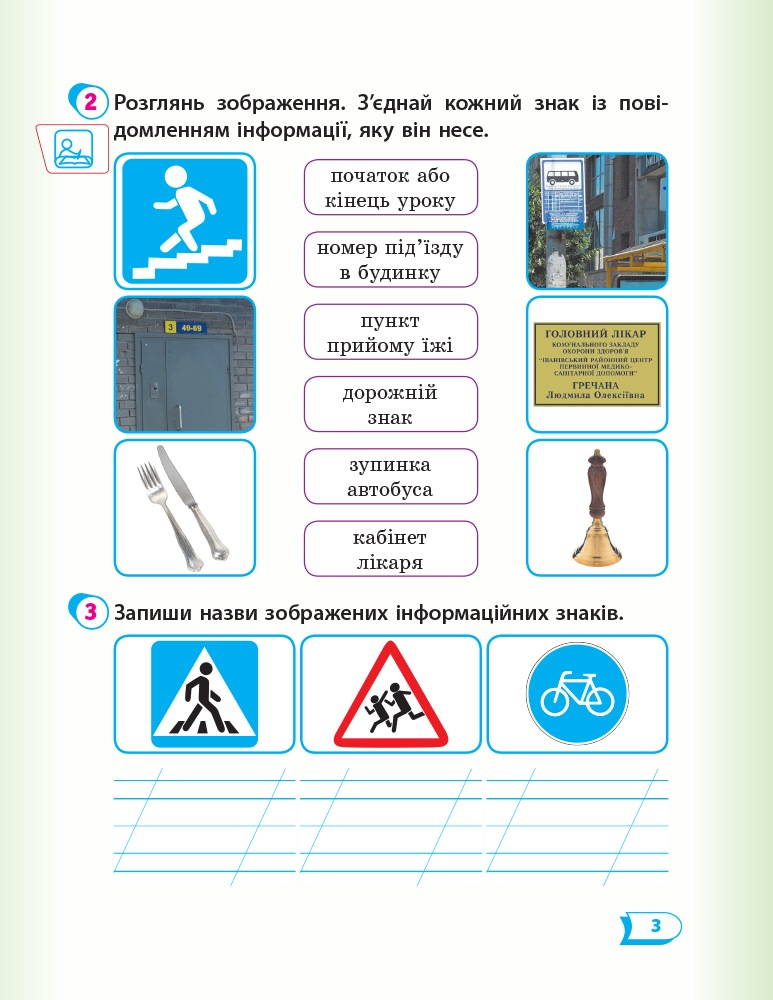 2 Розглянь зображення. З’єднай кожний знак із пові-
домленням інформації, яку він несе.
початок або
кінець уроку
номер під’їзду
в будинку
пункт
прийому їжі
дорожній
знак
зупинка
автобуса
кабінет
лікаря
3 49-69
ГОЛОВНИЙ ЛІКАР
КОМУНАЛЬНОГО ЗАКЛАДУ
ОХОРОНИ ЗДОРОВ'Я
"ІВАНІВСЬКИЙ РАЙОННИЙ ЦЕНТР
ПЕРВИННОЇ МЕДИКО-
САНІТАРНОЇ ДОПОМОГИ"
ГРЕЧАНА
Людмила Олексіївна
3 Запиши назви зображених інформаційних знаків.
3